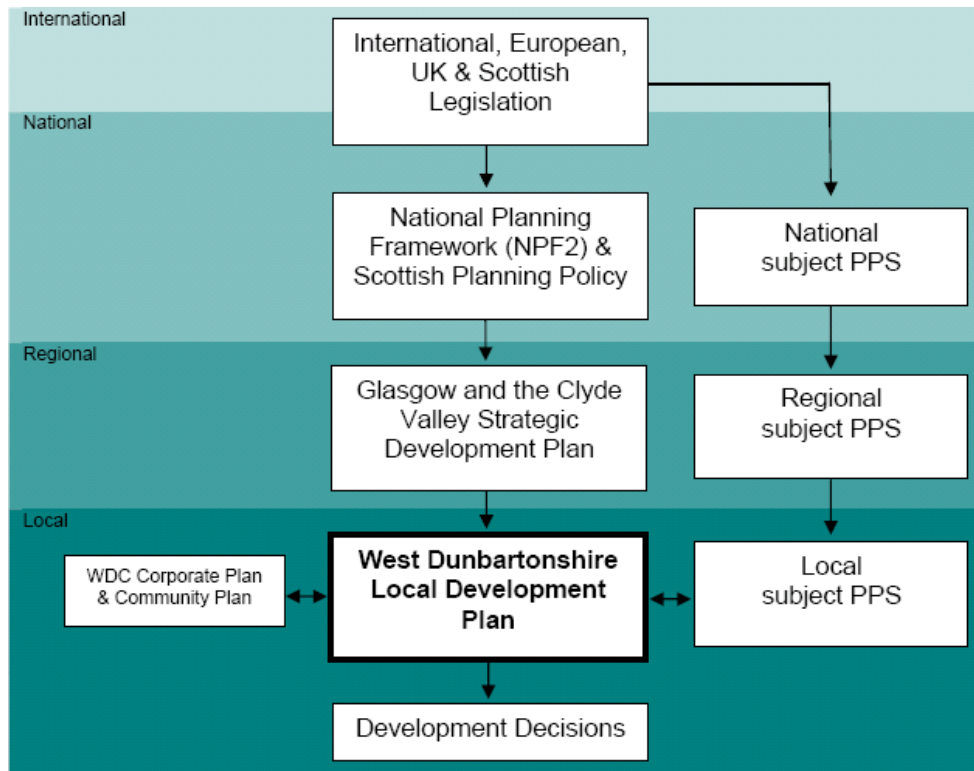 International
International, European,
UK & Scottish
Legislation
National
National Planning
Framework (NPF2) &
Scottish Planning Policy
National
subject PPS
Regional
Glasgow and the Clyde
Valley Strategic
Development Plan
Regional
subject PPS
Local
WDC Corporate Plan
& Community Plan
West Dunbartonshire
Local Development
Plan
Local
subject PPS
Development Decisions